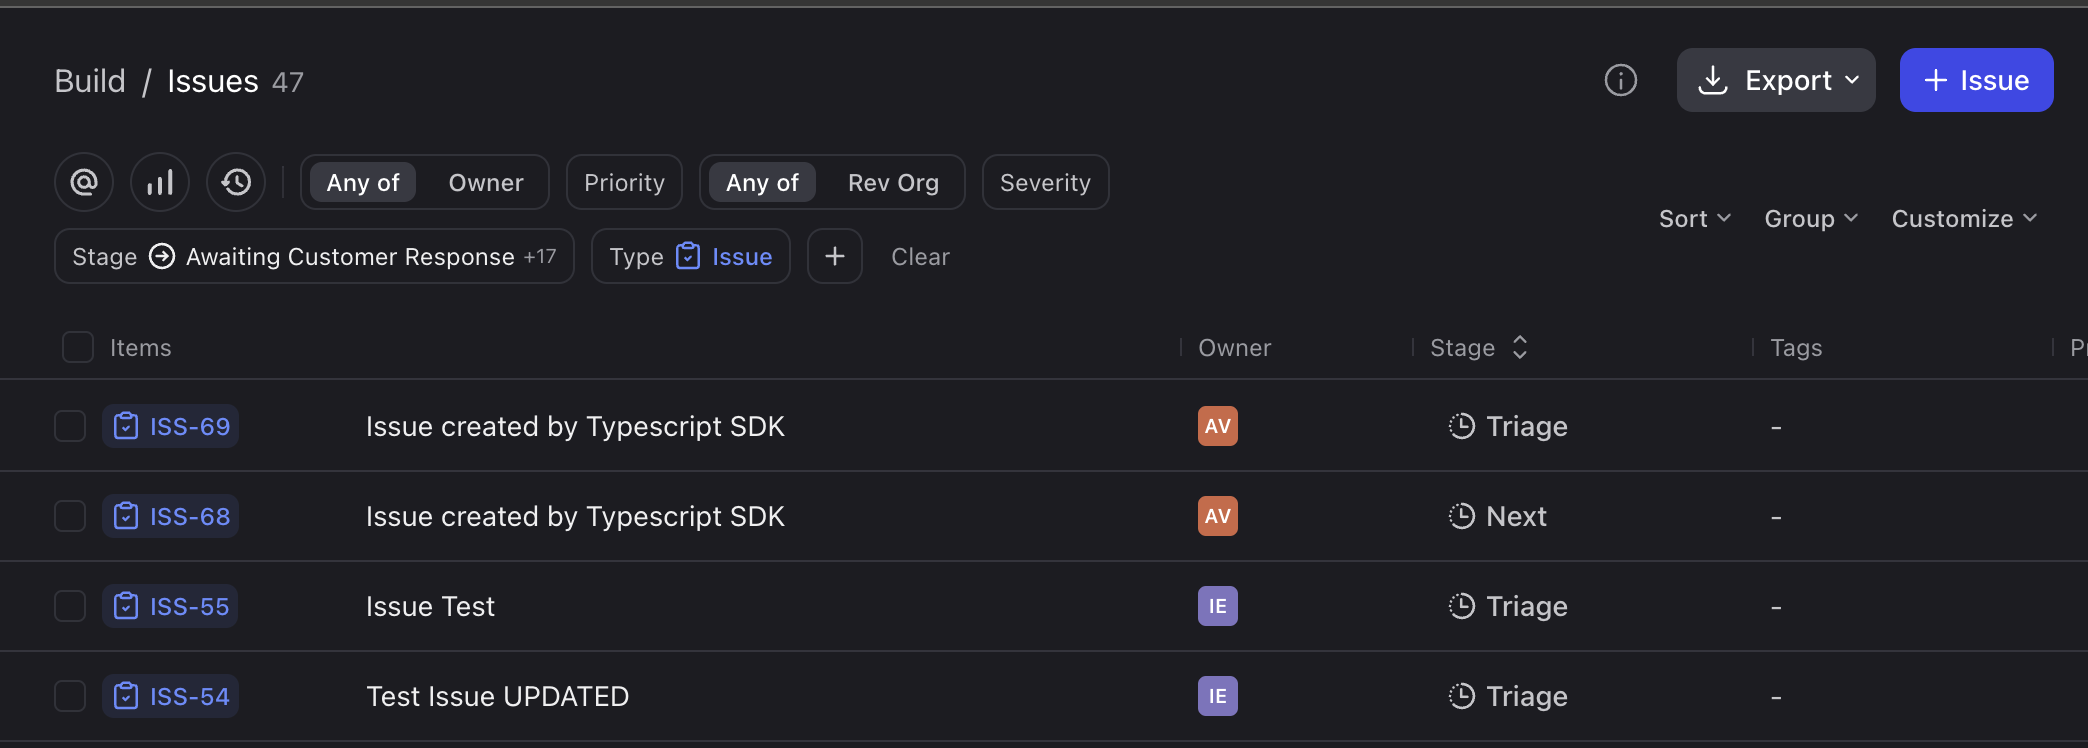 Build / Issues 47
Export
+ Issue
Any of Owner
Priority
Any of Rev Org
Severity
Sort
Group
Customize
Stage Awaiting Customer Response +17
Type Issue
+
Clear
Items Owner Stage Tags Pr
ISS-69 Issue created by Typescript SDK AV Triage -
ISS-68 Issue created by Typescript SDK AV Next -
ISS-55 Issue Test IE Triage -
ISS-54 Test Issue UPDATED IE Triage -